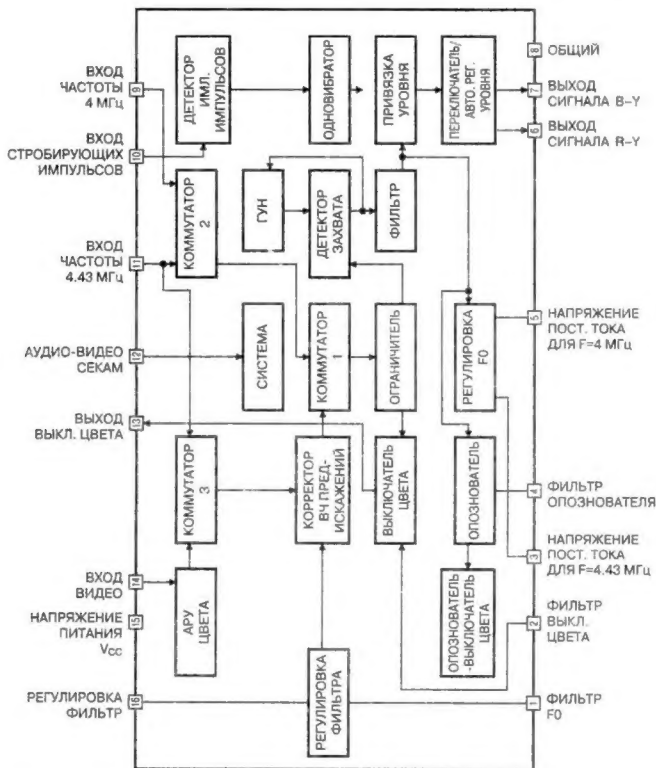 ВХОД
ЧАСТОТЫ
4 МГц
9
ВХОД
СТРОБИРУЮЩИХ
ИМПУЛЬСОВ
10
ВХОД
ЧАСТОТЫ
4.43 МГц
11
АУДИО-ВИДЕО
СЕКАМ
12
ВЫХОД
ВЫКЛ. ЦВЕТА
13
ВХОД
ВИДЕО
14
НАПРЯЖЕНИЕ
ПИТАНИЯ
Vcc
15
РЕГУЛИРОВКА
ФИЛЬТР
16
ДЕТЕКТОР
ИМЛ. ИМПУЛЬСОВ
ОДНОВИБРАТОР
ПРИВЯЗКА
УРОВНЯ
ПЕРЕКЛЮЧАТЕЛЬ/
АВТО. РЕГ.
УРОВНЯ
КОММУТАТОР
2
ГУН
ДЕТЕКТОР
ЗАХВАТА
ФИЛЬТР
СИСТЕМА
КОММУТАТОР
1
ОГРАНИЧИТЕЛЬ
РЕГУЛИРОВКА
F0
КОММУТАТОР
3
КОРРЕКТОР
ВЧ ПРЕД-
ИСКАЖЕНИЙ
ВЫКЛЮЧАТЕЛЬ
ЦВЕТА
ОПОЗНОВАТЕЛЬ
АРУ
ЦВЕТА
ОПОЗНОВАТЕЛЬ
-ВЫКЛЮЧАТЕЛЬ
ЦВЕТА
РЕГУЛИРОВКА
ФИЛЬТРА
8
ОБЩИЙ
7
ВЫХОД
СИГНАЛА B–Y
6
ВЫХОД
СИГНАЛА R–Y
5
НАПРЯЖЕНИЕ
ПОСТ. ТОКА
ДЛЯ F=4 МГц
4
ФИЛЬТР
ОПОЗНОВАТЕЛЯ
3
НАПРЯЖЕНИЕ
ПОСТ. ТОКА
ДЛЯ F=4.43 МГц
2
ФИЛЬТР
ВЫКЛ.
ЦВЕТА
1
ФИЛЬТР
F0